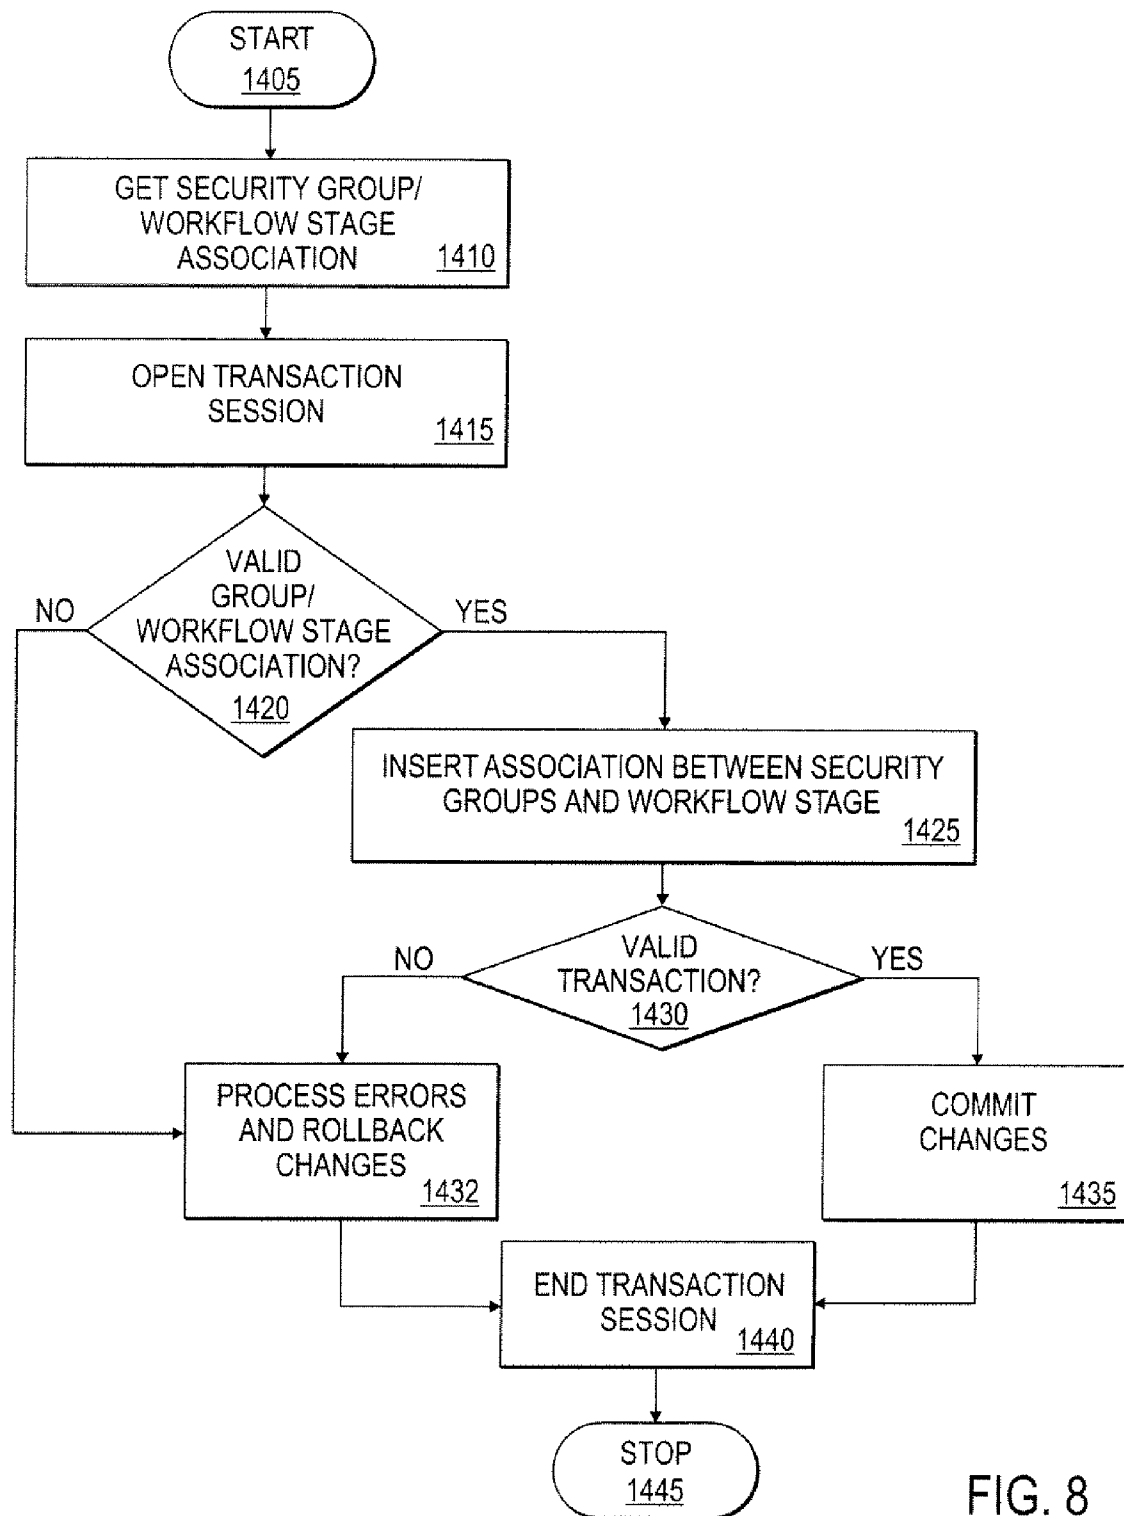 START
1405
GET SECURITY GROUP/
WORKFLOW STAGE
ASSOCIATION
1410
OPEN TRANSACTION
SESSION
1415
VALID
GROUP/
WORKFLOW STAGE
ASSOCIATION?
1420
NO
YES
INSERT ASSOCIATION BETWEEN SECURITY
GROUPS AND WORKFLOW STAGE
1425
VALID
TRANSACTION?
1430
NO
YES
PROCESS ERRORS
AND ROLLBACK
CHANGES
1432
COMMIT
CHANGES
1435
END TRANSACTION
SESSION
1440
STOP
1445
FIG. 8